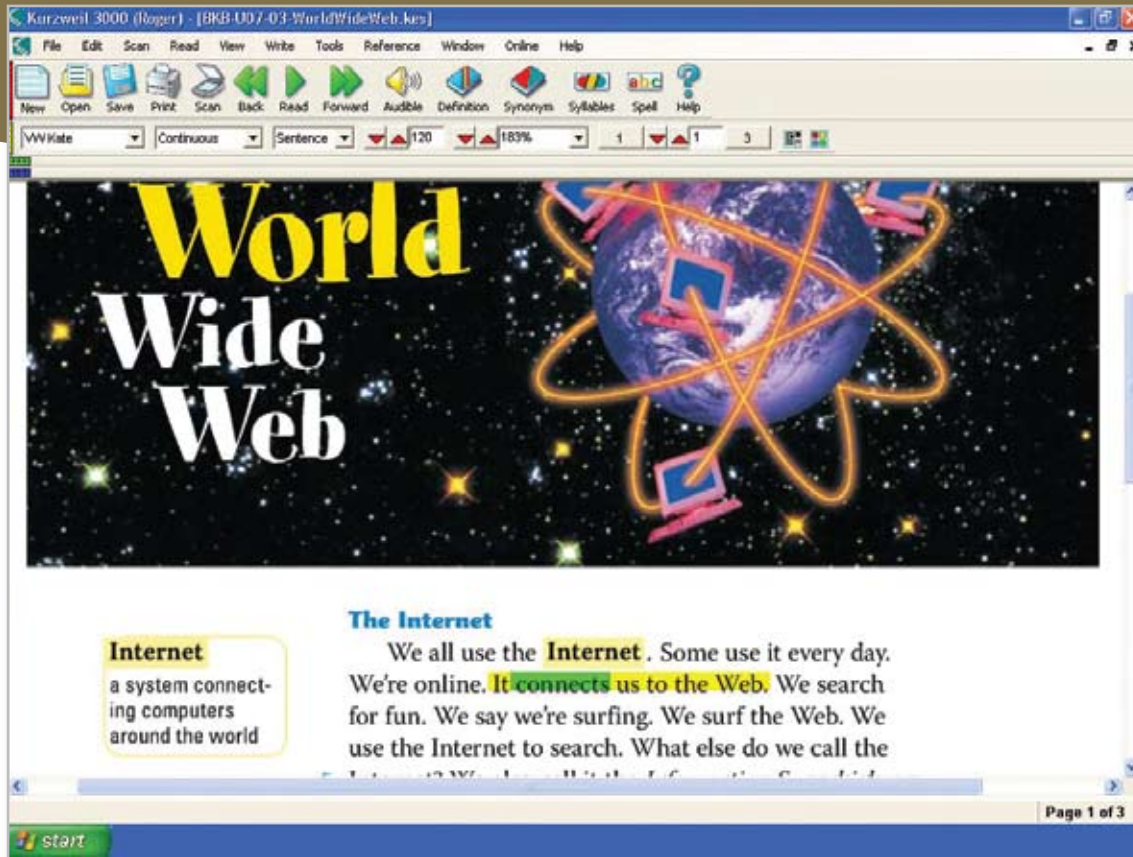 Kurzweil 3000 (Roger) - [BKB-U07-03-WorldWideWeb.kes]
File Edit Scan Read View Write Tools Reference Window Online Help
New Open Save Print Scan Back Read Forward Audible Definition Synonym Syllables Spell Help
VW Kate Continuous Sentence 120 183% 1 1 3
World
Wide
Web
The Internet
Internet
a system connect-
ing computers
around the world
We all use the Internet. Some use it every day.
We're online. It connects us to the Web. We search
for fun. We say we're surfing. We surf the Web. We
use the Internet to search. What else do we call the
Page 1 of 3
start